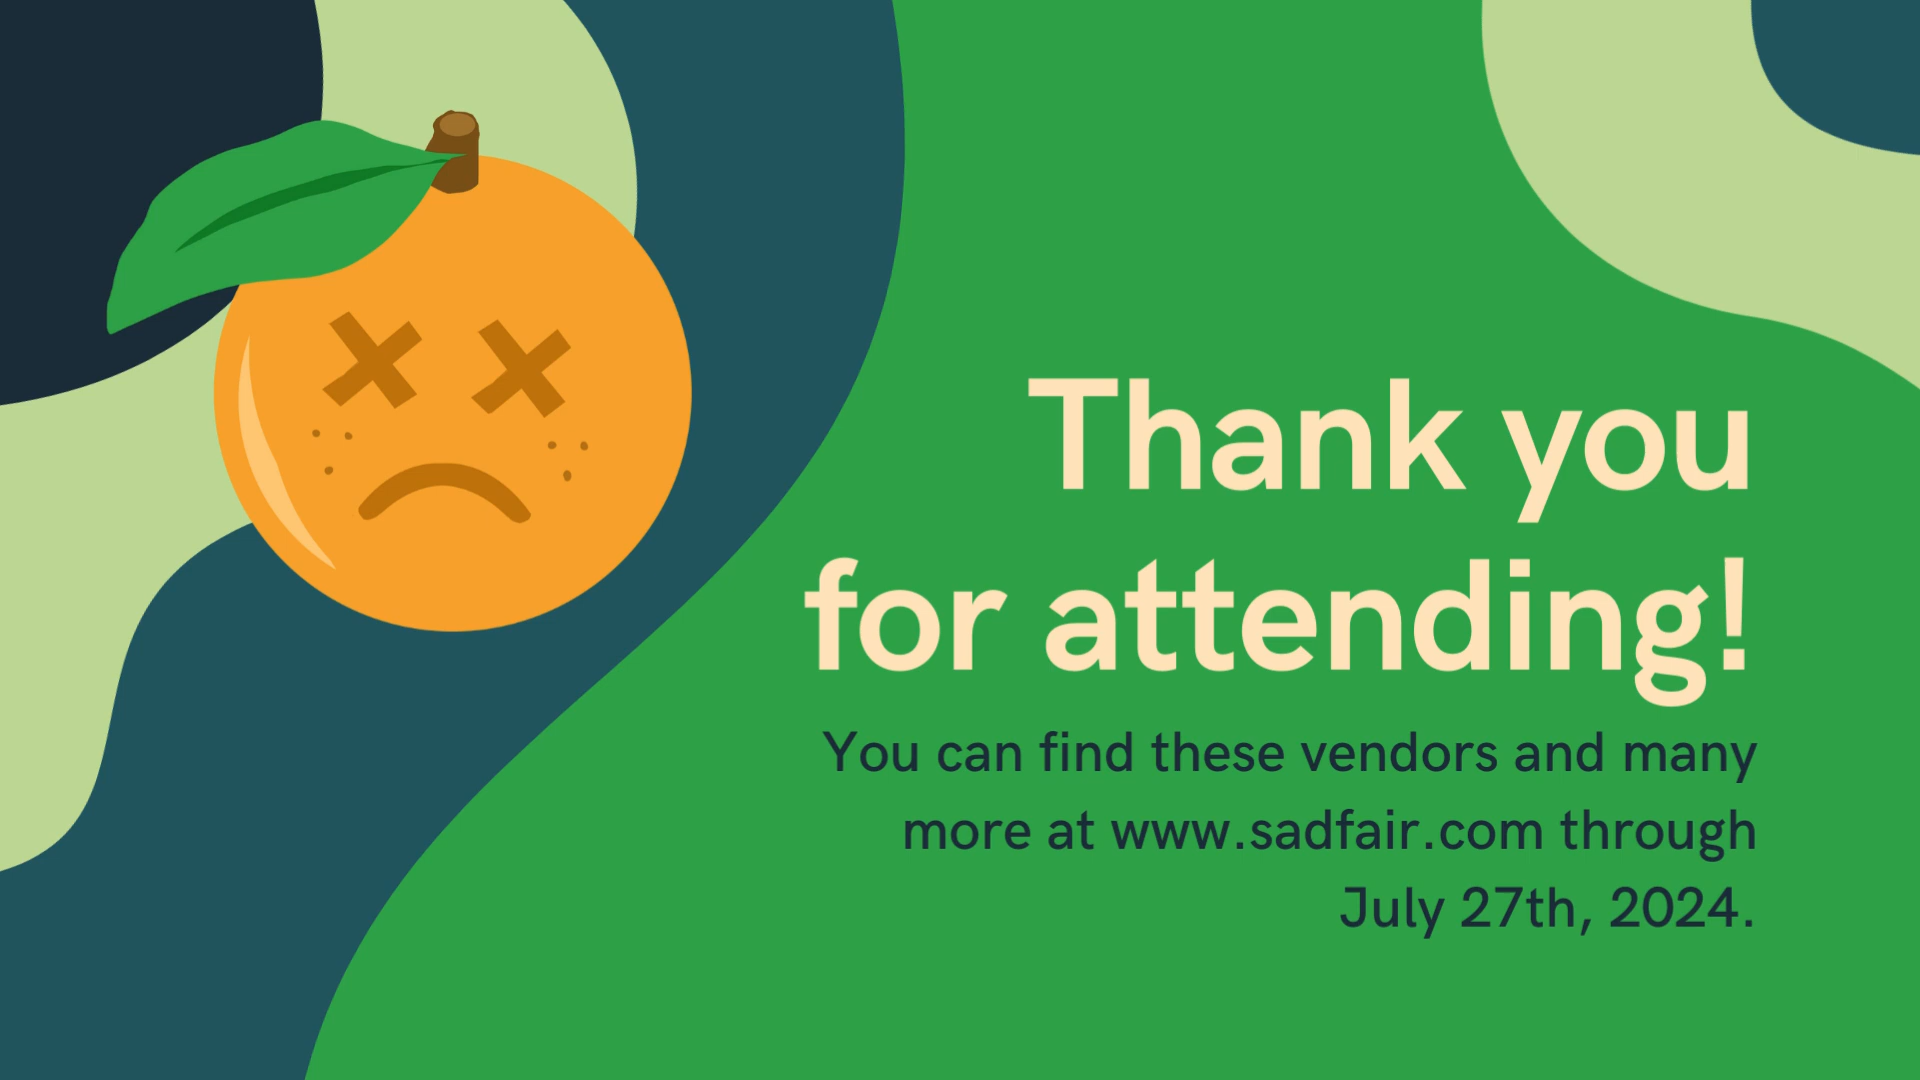 Thank you
for attending!
You can find these vendors and many
more at www.sadfair.com through
July 27th, 2024.